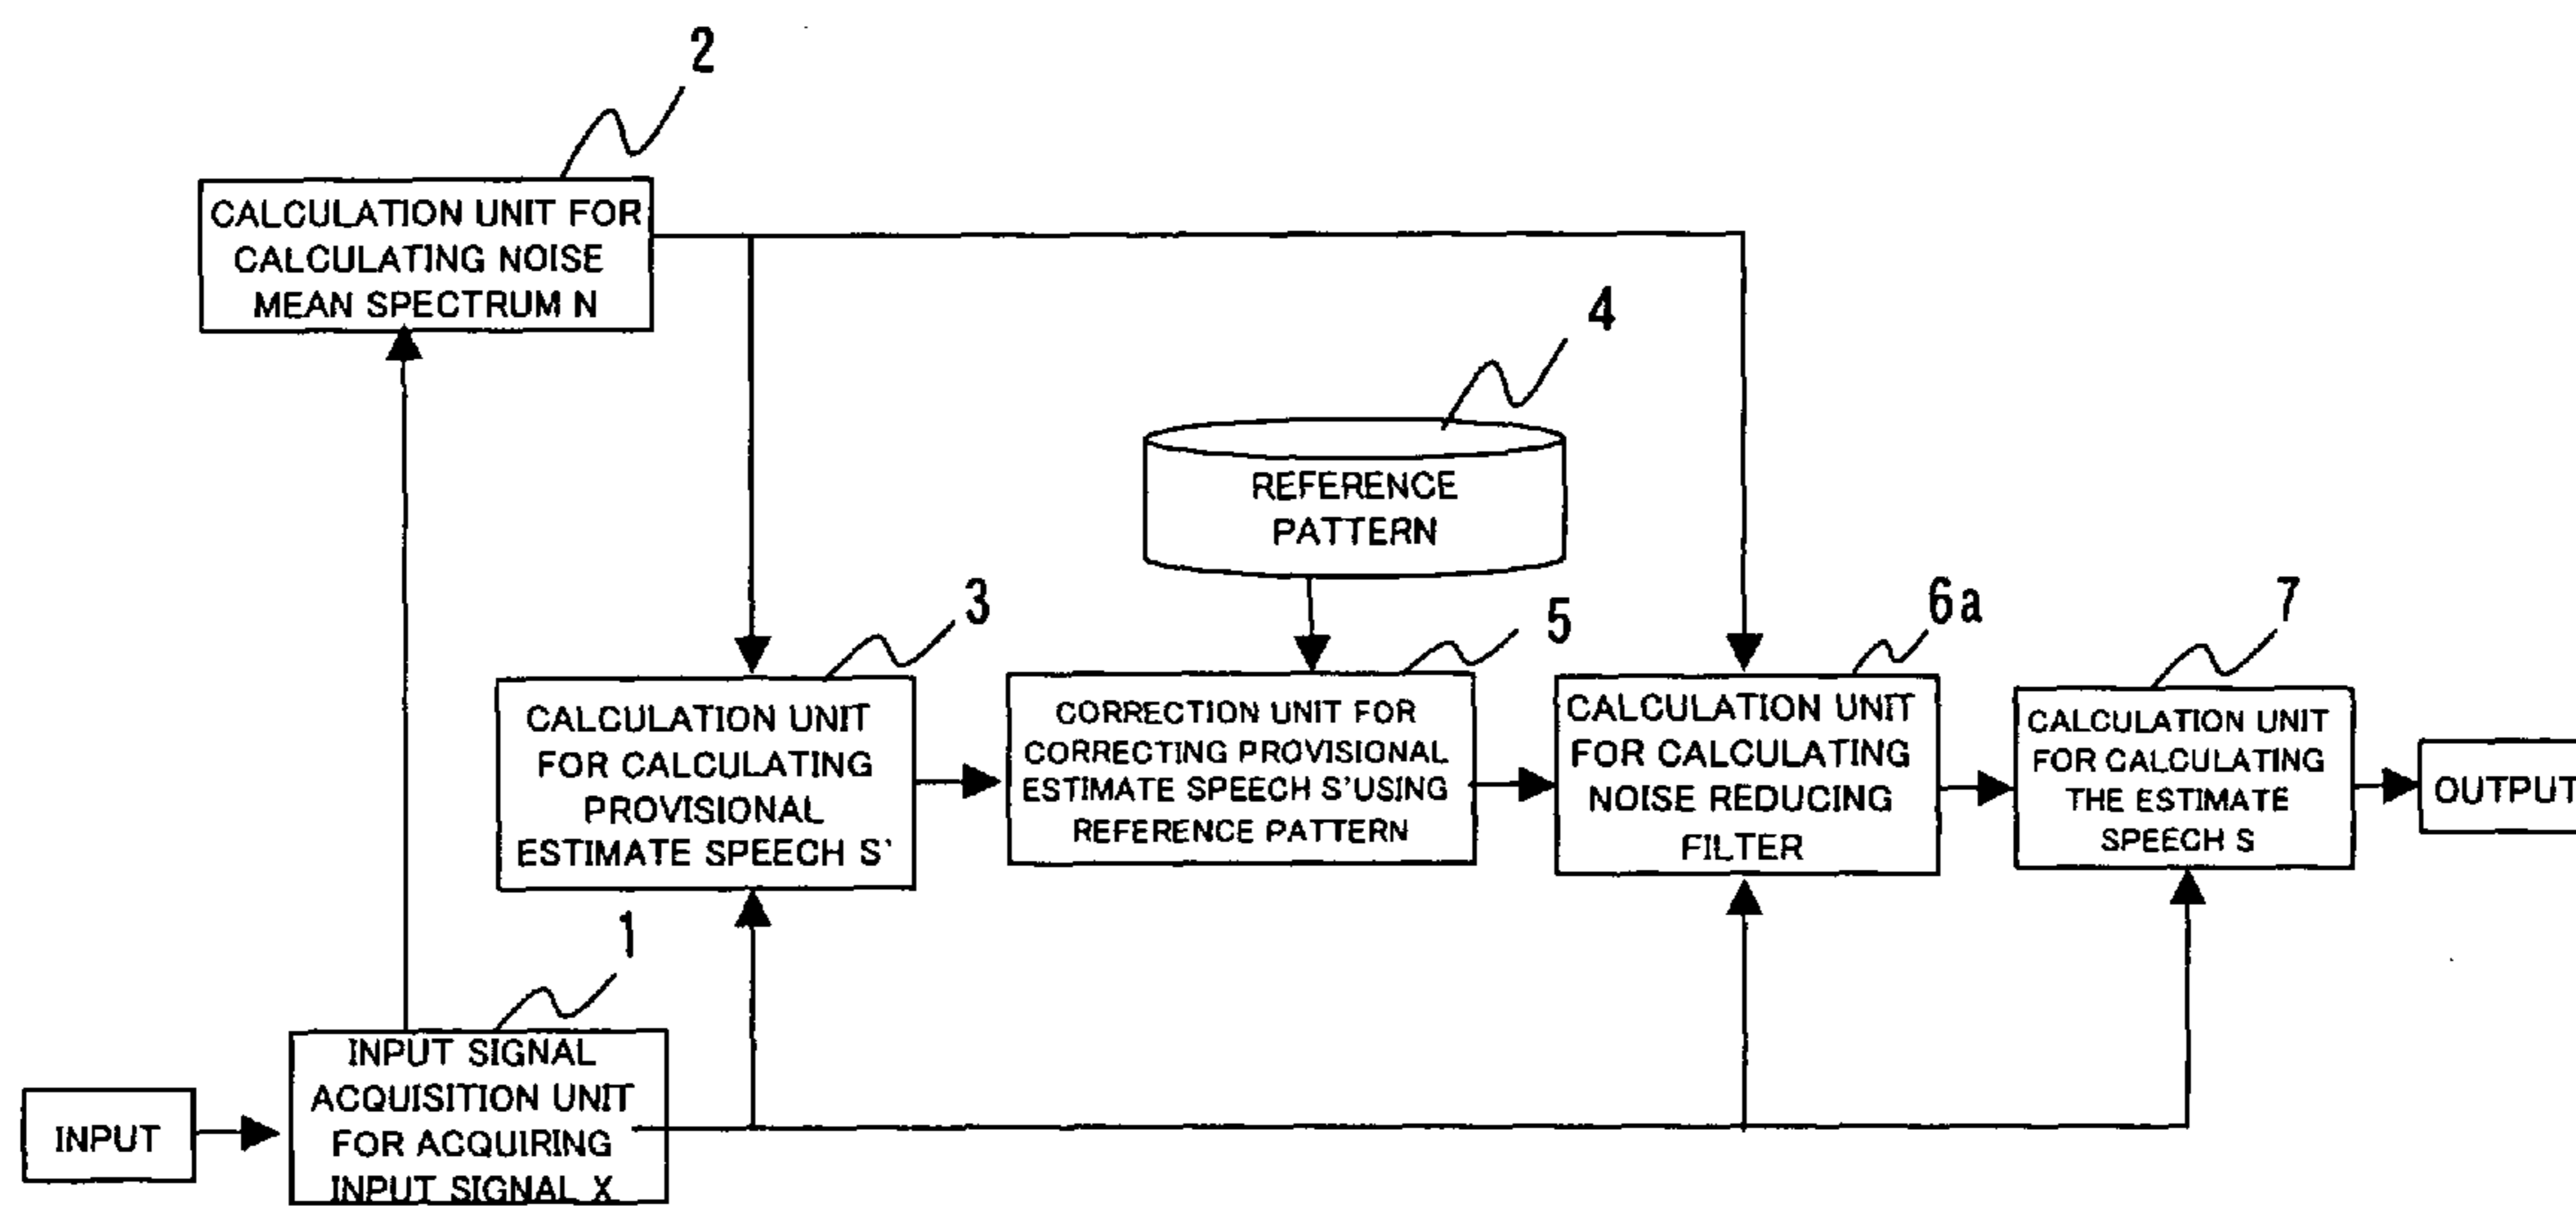 2
CALCULATION UNIT FOR
CALCULATING NOISE
MEAN SPECTRUM N
4
REFERENCE
PATTERN
3
CALCULATION UNIT
FOR CALCULATING
PROVISIONAL
ESTIMATE SPEECH S'
5
CORRECTION UNIT FOR
CORRECTING PROVISIONAL
ESTIMATE SPEECH S'USING
REFERENCE PATTERN
6a
CALCULATION UNIT
FOR CALCULATING
NOISE REDUCING
FILTER
7
CALCULATION UNIT
FOR CALCULATING
THE ESTIMATE
SPEECH S
OUTPUT
1
INPUT SIGNAL
ACQUISITION UNIT
FOR ACQUIRING
INPUT SIGNAL X
INPUT